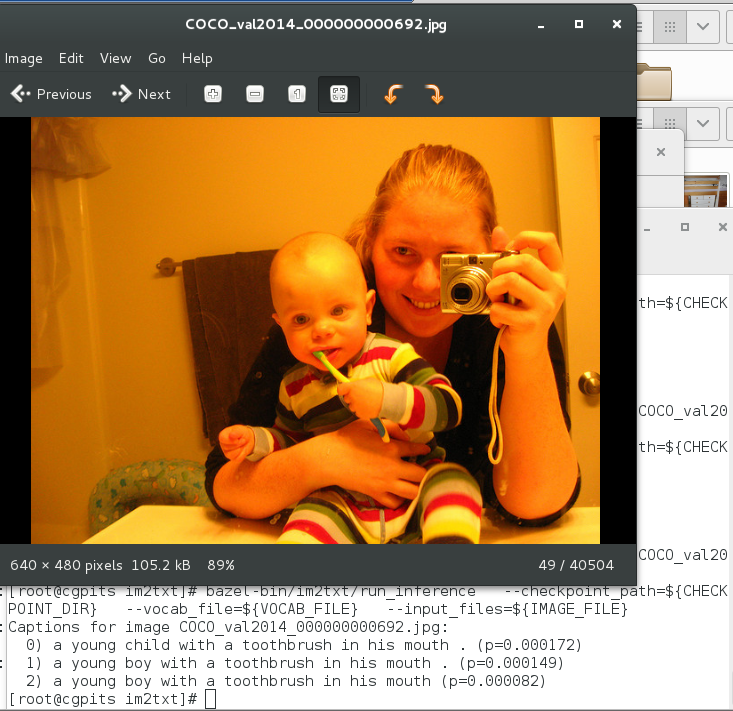 COCO_val2014_000000000692.jpg
Image Edit View Go Help
Previous Next
1
th=${CHECK
COCO_val20
th=${CHECK
COCO_val20
640 × 480 pixels 105.2 kB 89% 49 / 40504
[root@cgpits im2txt]# bazel-bin/im2txt/run_inference --checkpoint_path=${CHECK
POINT_DIR} --vocab_file=${VOCAB_FILE} --input_files=${IMAGE_FILE}
Captions for image COCO_val2014_000000000692.jpg:
0) a young child with a toothbrush in his mouth . (p=0.000172)
1) a young boy with a toothbrush in his mouth . (p=0.000149)
2) a young boy with a toothbrush in his mouth (p=0.000082)
[root@cgpits im2txt]#